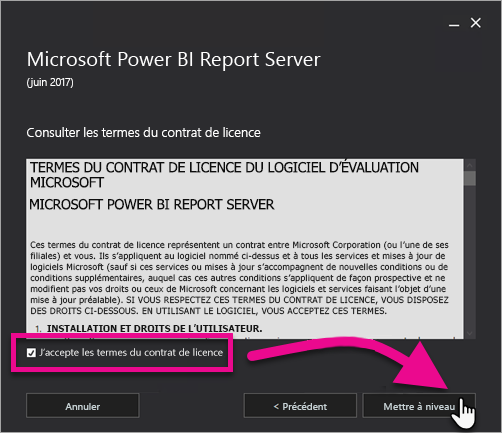 Microsoft Power BI Report Server
(juin 2017)
Consulter les termes du contrat de licence
TERMES DU CONTRAT DE LICENCE DU LOGICIEL D’ÉVALUATION
MICROSOFT
MICROSOFT POWER BI REPORT SERVER
Ces termes du contrat de licence représentent un contrat entre Microsoft Corporation (ou l’une de ses
filiales) et vous. Ils s’appliquent au logiciel nommé ci-dessus et à tous les services et mises à jour de
logiciels Microsoft (sauf si ces services ou mises à jour s’accompagnent de nouvelles conditions ou de
conditions supplémentaires, auquel cas ces autres conditions s’appliquent de façon prospective et ne
modifient pas vos droits ou ceux de Microsoft concernant les logiciels et services faisant l’objet d’une
mise à jour préalable). SI VOUS RESPECTEZ CES TERMES DU CONTRAT DE LICENCE, VOUS DISPOSEZ
DES DROITS CI-DESSOUS. EN UTILISANT LE LOGICIEL, VOUS ACCEPTEZ CES TERMES.
1. INSTALLATION ET DROITS DE L’UTILISATEUR.
J’accepte les termes du contrat de licence
Annuler
< Précédent
Mettre à niveau